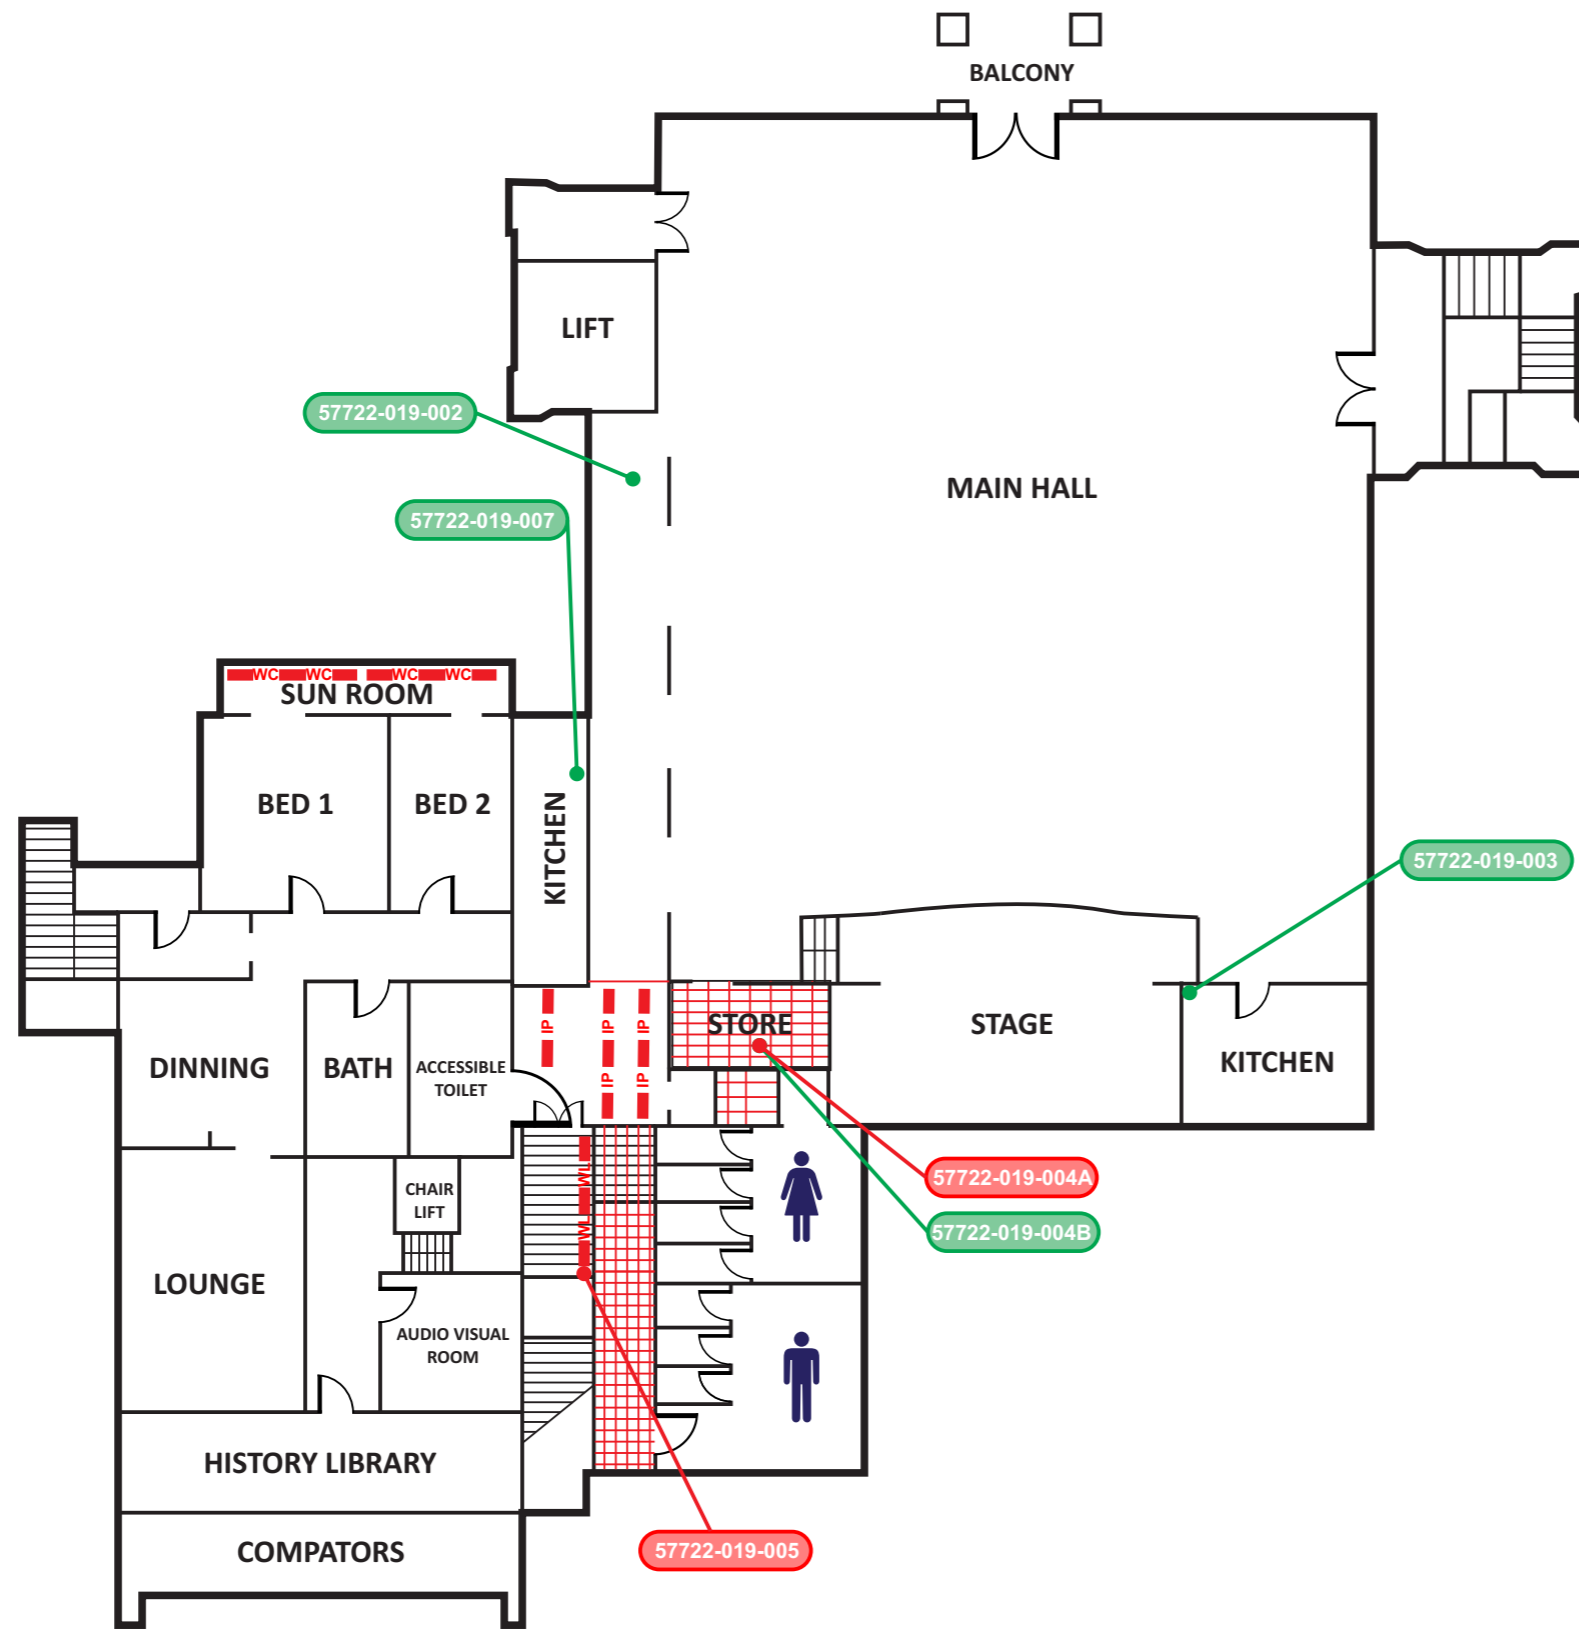 BALCONY
LIFT
57722-019-002
MAIN HALL
57722-019-007
WC WC WC WC
SUN ROOM
BED 1
BED 2
KITCHEN
57722-019-003
IP IP IP
STORE
STAGE
DINNING
BATH
ACCESSIBLE
TOILET
KITCHEN
IP IP
57722-019-004A
WL
CHAIR
LIFT
57722-019-004B
WL
LOUNGE
AUDIO VISUAL
ROOM
HISTORY LIBRARY
COMPATORS
57722-019-005